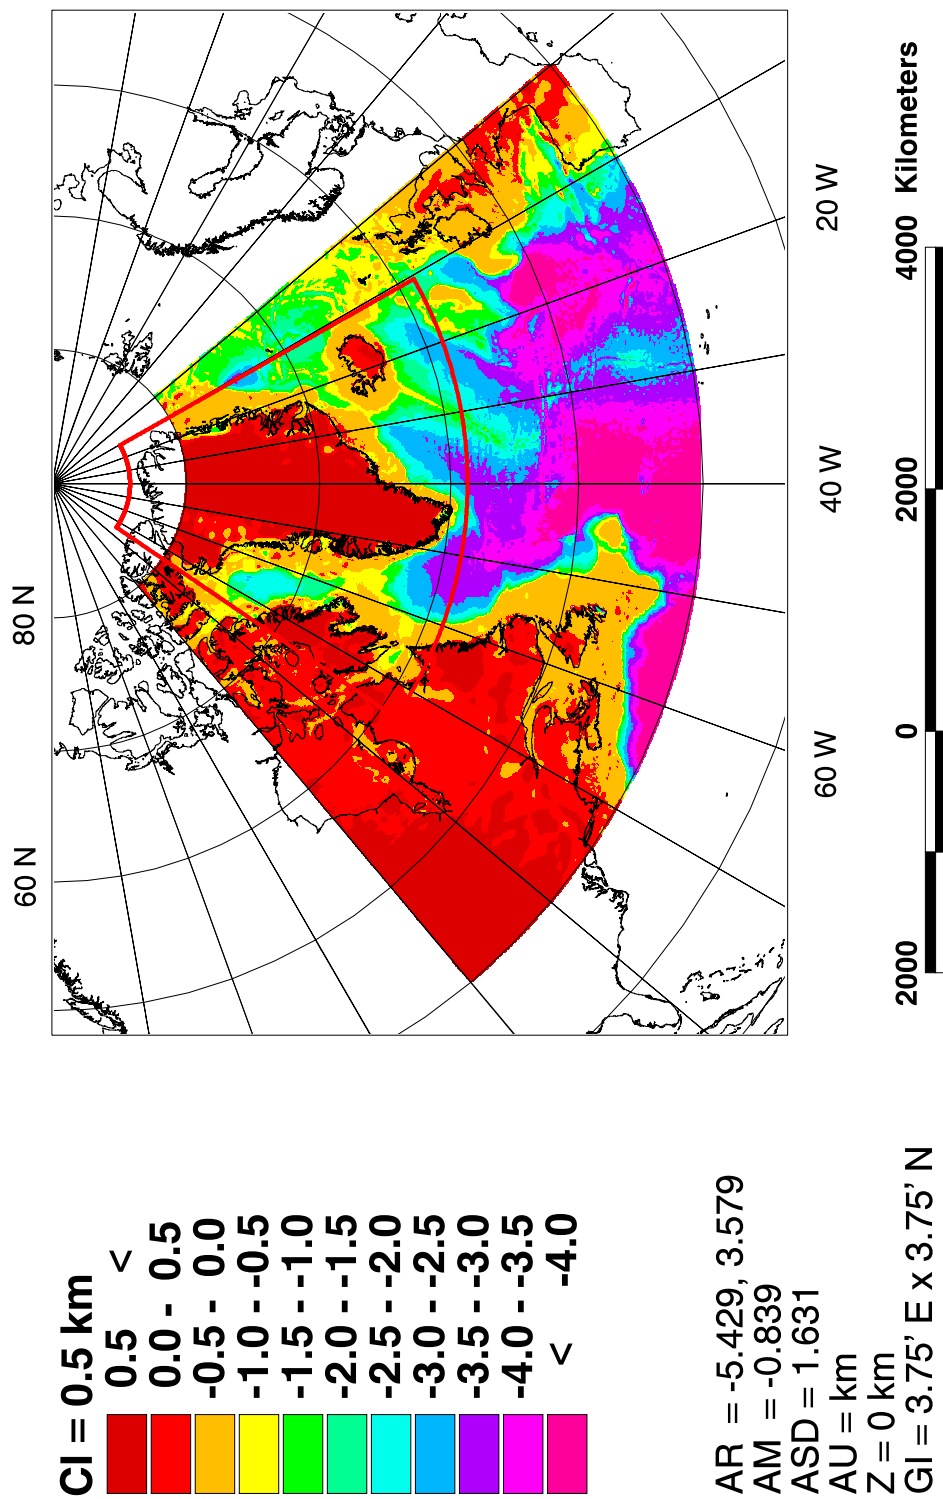 80 N
60 N
20 W
40 W
60 W
2000 0 2000 4000 Kilometers
CI = 0.5 km
0.5 <
0.0 - 0.5
-0.5 - 0.0
-1.0 - -0.5
-1.5 - -1.0
-2.0 - -1.5
-2.5 - -2.0
-3.0 - -2.5
-3.5 - -3.0
-4.0 - -3.5
< -4.0
AR = -5.429, 3.579
AM = -0.839
ASD = 1.631
AU = km
Z = 0 km
GI = 3.75' E x 3.75' N